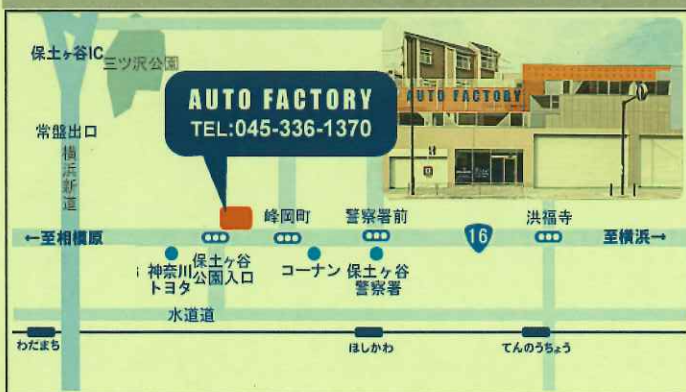 保土ヶ谷IC
三ツ沢公園
AUTO FACTORY
TEL:045-336-1370
AUTO FACTORY
常盤出口
横浜新道
峰岡町
警察署前
洪福寺
←至相模原
16
至横浜→
神奈川
トヨタ
保土ヶ谷
公園入口
コーナン
保土ヶ谷
警察署
水道道
わだまち
ほしかわ
てんのうちょう